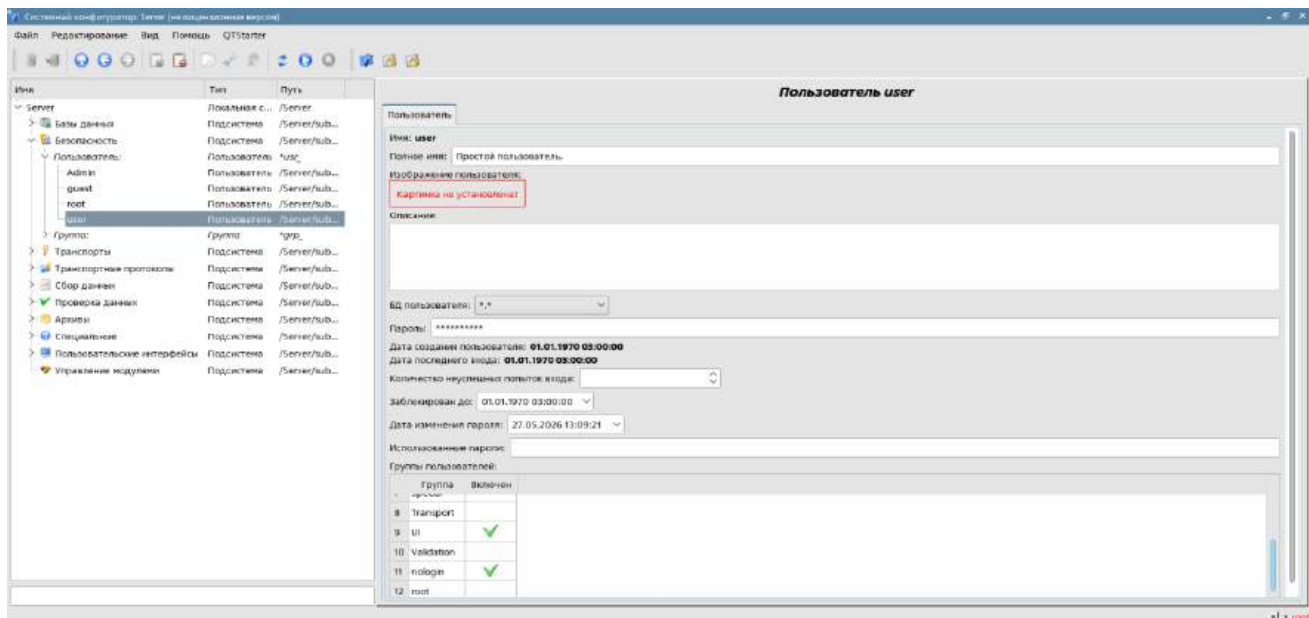 Системный конфигуратор: Server (не лицензионная версия)
Файл Редактирование Вид Помощь QTStarter
Имя Тип Путь
Server Локальная с... /Server
Базы данных Подсистема /Server/sub...
Безопасность Подсистема /Server/sub...
Пользователь: Пользователь *usr_
Admin Пользователь /Server/sub...
guest Пользователь /Server/sub...
root Пользователь /Server/sub...
user Пользователь /Server/sub...
Группа: Группа *grp_
Транспорты Подсистема /Server/sub...
Транспортные протоколы Подсистема /Server/sub...
Сбор данных Подсистема /Server/sub...
Проверка данных Подсистема /Server/sub...
Архивы Подсистема /Server/sub...
Специальные Подсистема /Server/sub...
Пользовательские интерфейсы Подсистема /Server/sub...
Управление модулями Подсистема /Server/sub...
Пользователь user
Пользователь
Имя: user
Полное имя: Простой пользователь.
Изображение пользователя:
Картинка не установлена!
Описание:
БД пользователя: *.*
Пароль: **********
Дата создания пользователя: 01.01.1970 03:00:00
Дата последнего входа: 01.01.1970 03:00:00
Количество неуспешных попыток входа:
Заблокирован до: 01.01.1970 03:00:00
Дата изменения пароля: 27.05.2026 13:09:21
Использованные пароли:
Группы пользователей:
Группа Включен
8 Transport
9 UI
10 Validation
11 nologin
12 root
root